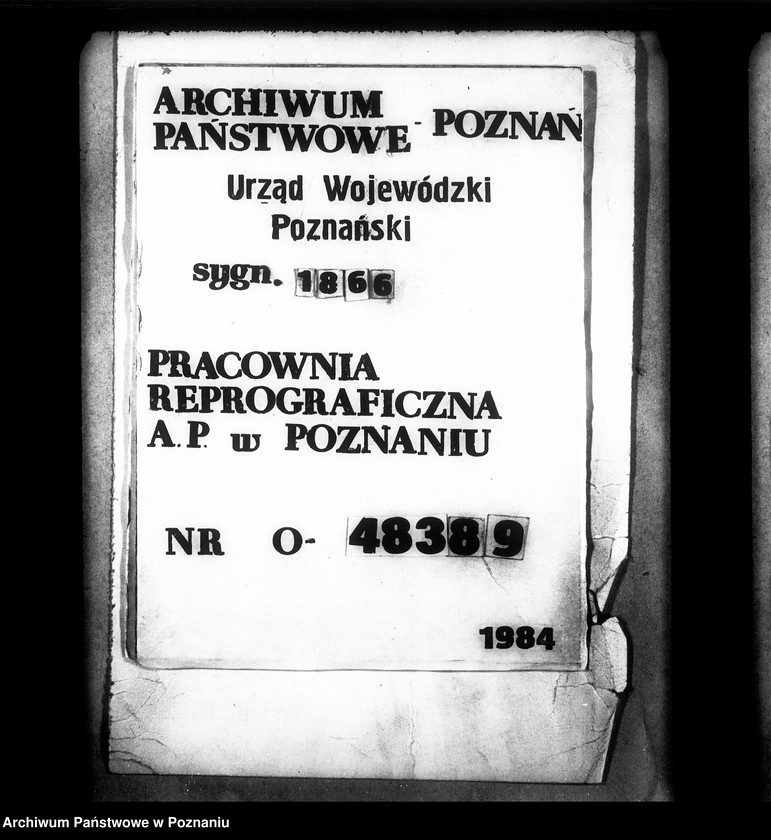 ARCHIWUM
PAŃSTWOWE - POZNAŃ
Urząd Wojewódzki
Poznański
sygn. 1866
PRACOWNIA
REPROGRAFICZNA
A.P. w POZNANIU
NR O- 48389
1984
Archiwum Państwowe w Poznaniu